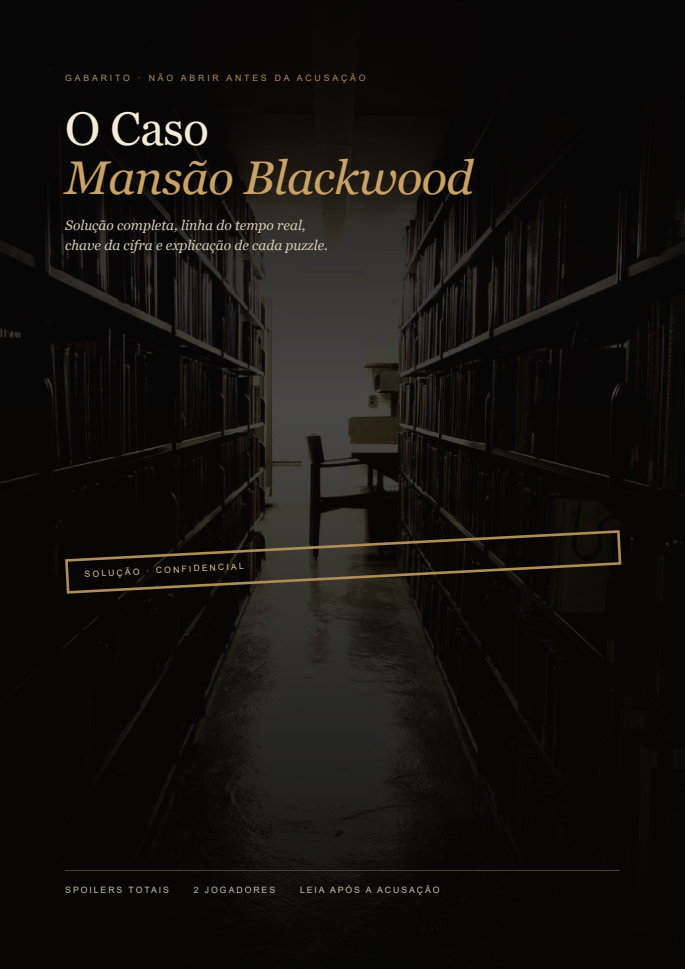 GABARITO · NÃO ABRIR ANTES DA ACUSAÇÃO
O Caso
Mansão Blackwood
Solução completa, linha do tempo real,
chave da cifra e explicação de cada puzzle.
SOLUÇÃO · CONFIDENCIAL
SPOILERS TOTAIS 2 JOGADORES LEIA APÓS A ACUSAÇÃO